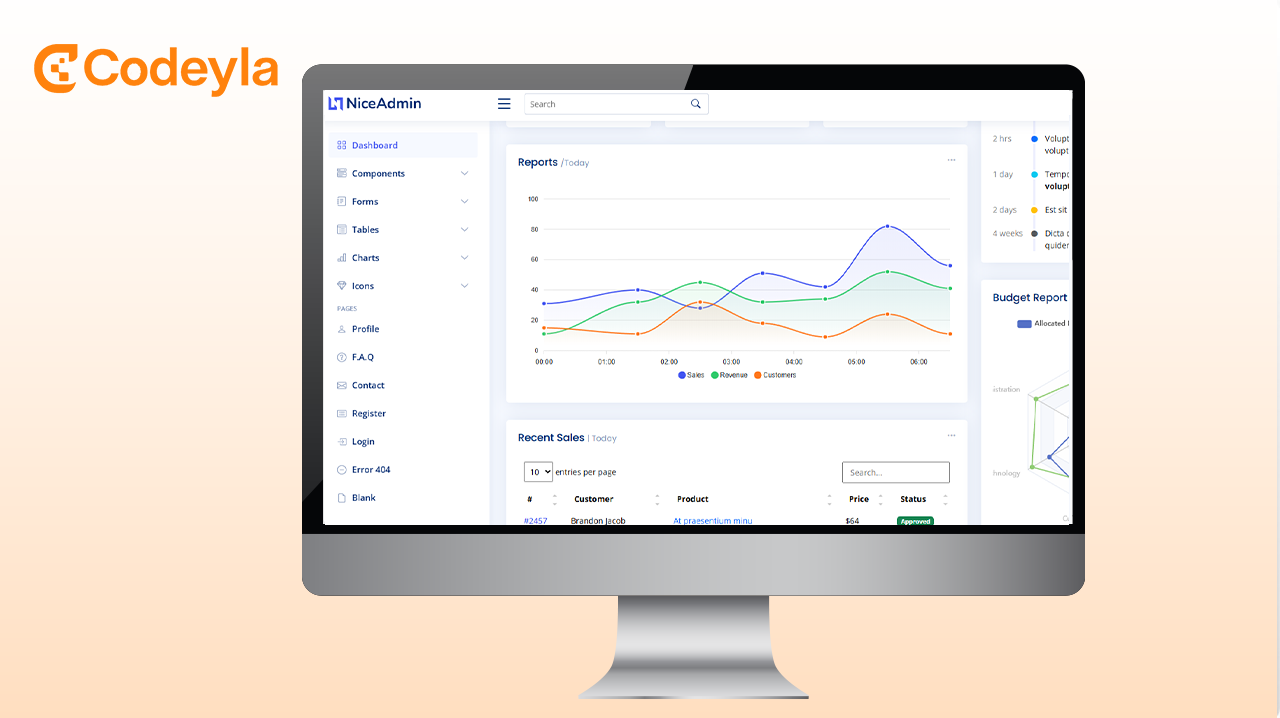 Codeyla
NiceAdmin
Search
Dashboard
Components
Forms
Tables
Charts
Icons
PAGES
Profile
F.A.Q
Contact
Register
Login
Error 404
Blank
Reports /Today
100
80
60
40
20
0
00:00 01:00 02:00 03:00 04:00 05:00 06:00
Sales Revenue Customers
Recent Sales | Today
10 entries per page
Search...
# Customer Product Price Status
#2457 Brandon Jacob At praesentium minu $64 Approved
2 hrs Volupt
volupt
1 day Tempo
volupt
2 days Est sit
4 weeks Dicta
quider
Budget Report
Allocated
istration
hnology